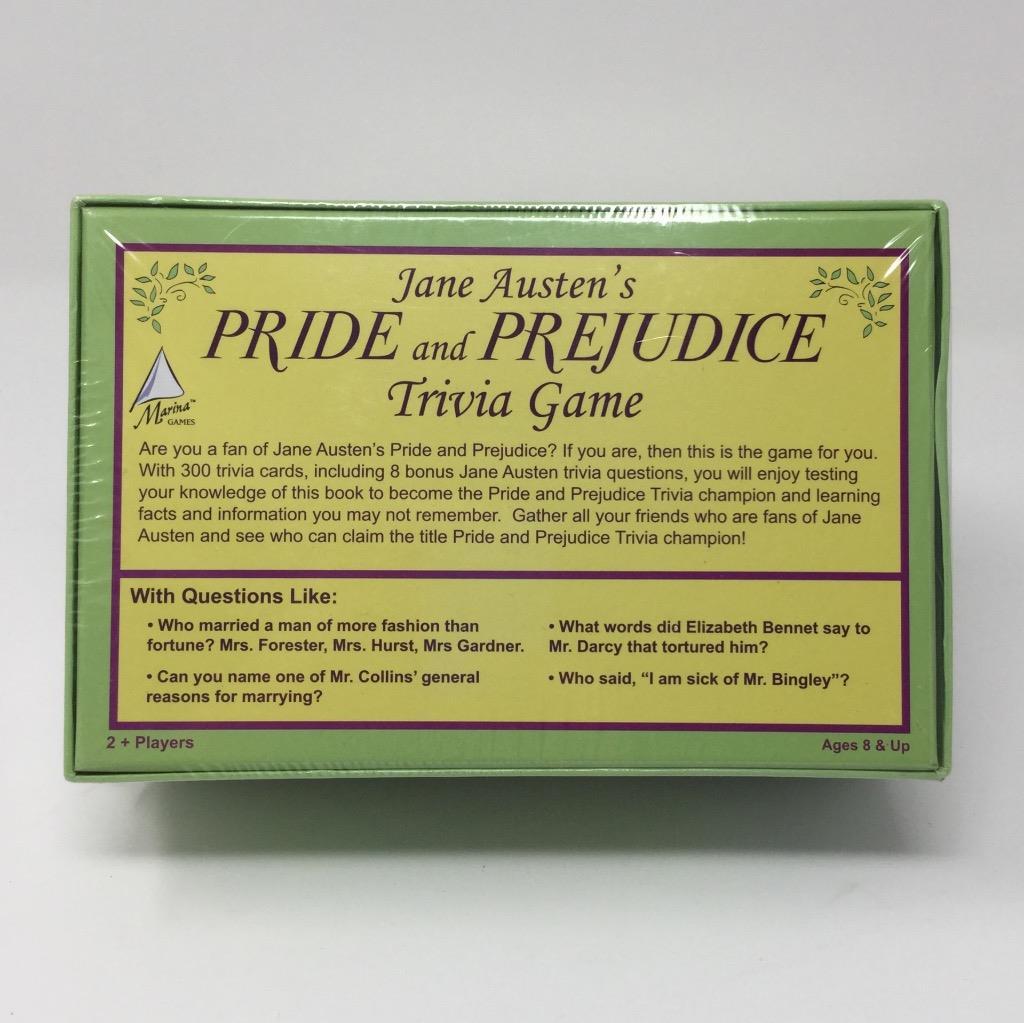 Jane Austen's
PRIDE and PREJUDICE
Trivia Game
Marina™
GAMES
Are you a fan of Jane Austen's Pride and Prejudice? If you are, then this is the game for you.
With 300 trivia cards, including 8 bonus Jane Austen trivia questions, you will enjoy testing
your knowledge of this book to become the Pride and Prejudice Trivia champion and learning
facts and information you may not remember. Gather all your friends who are fans of Jane
Austen and see who can claim the title Pride and Prejudice Trivia champion!
With Questions Like:
• Who married a man of more fashion than
fortune? Mrs. Forester, Mrs. Hurst, Mrs Gardner.
• Can you name one of Mr. Collins' general
reasons for marrying?
• What words did Elizabeth Bennet say to
Mr. Darcy that tortured him?
• Who said, "I am sick of Mr. Bingley"?
2 + Players
Ages 8 & Up